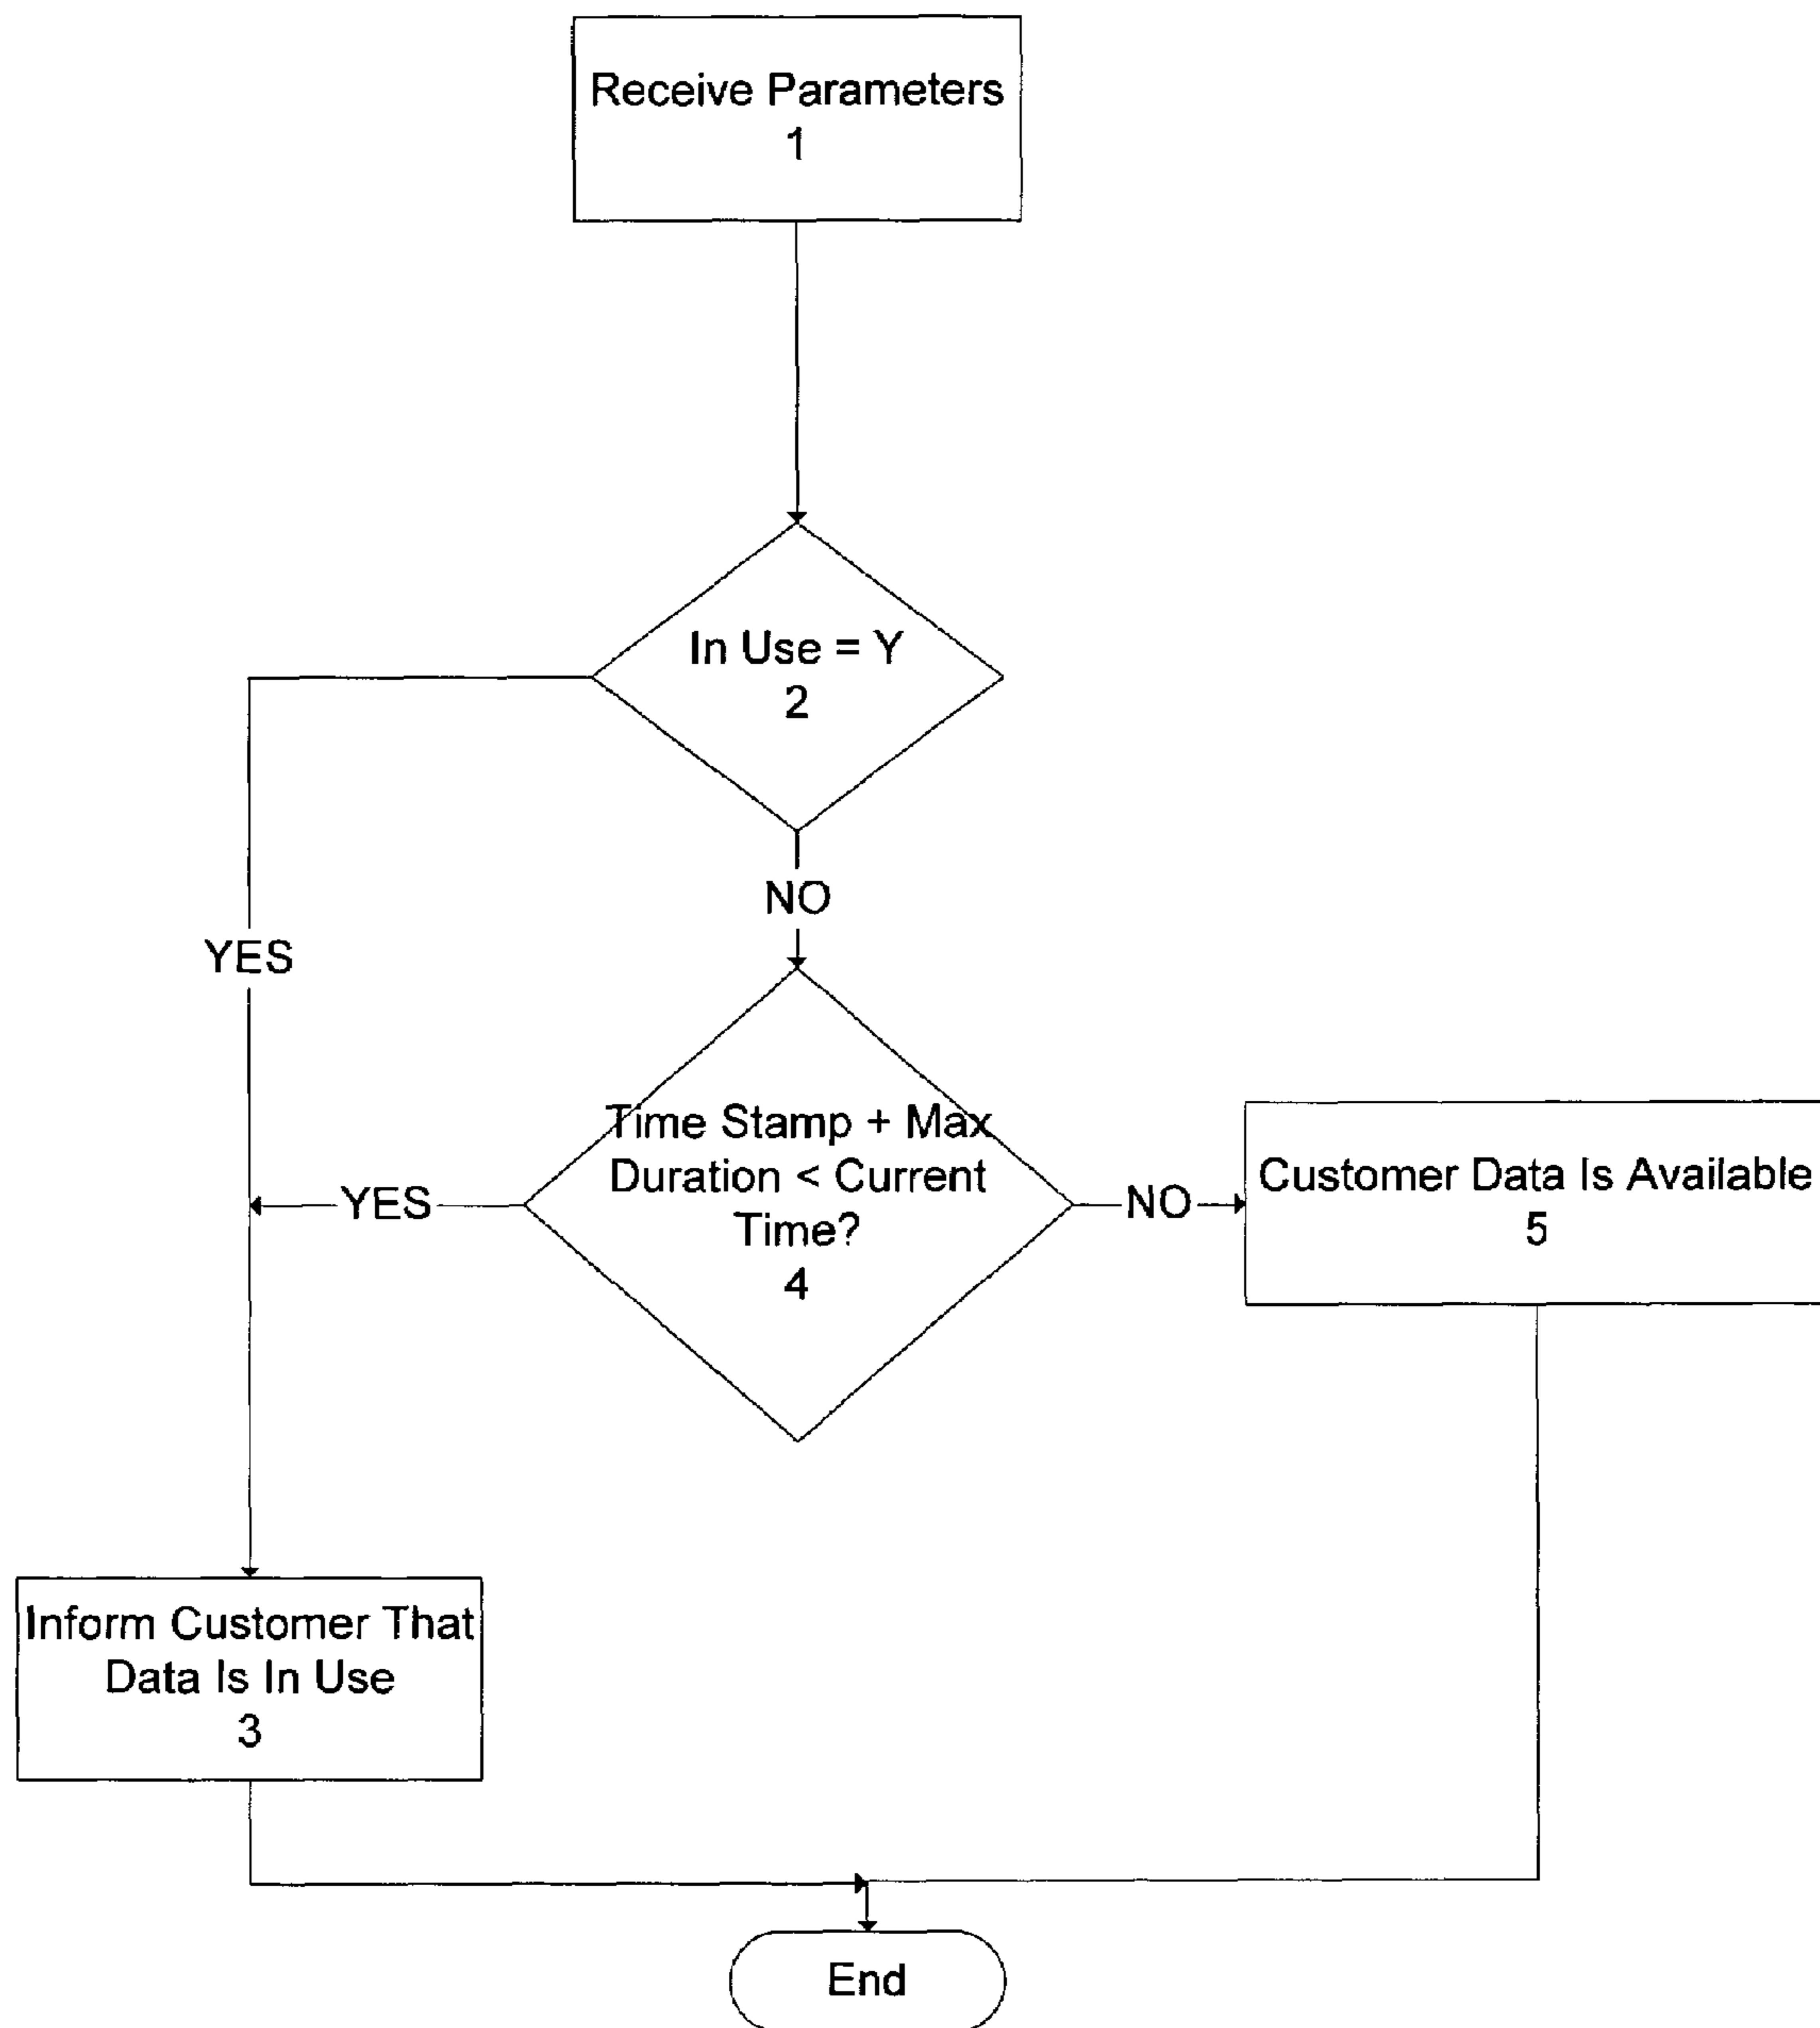 Receive Parameters
1
In Use = Y
2
NO
YES
Time Stamp + Max
Duration < Current
Time?
4
YES
NO
Customer Data Is Available
5
Inform Customer That
Data Is In Use
3
End